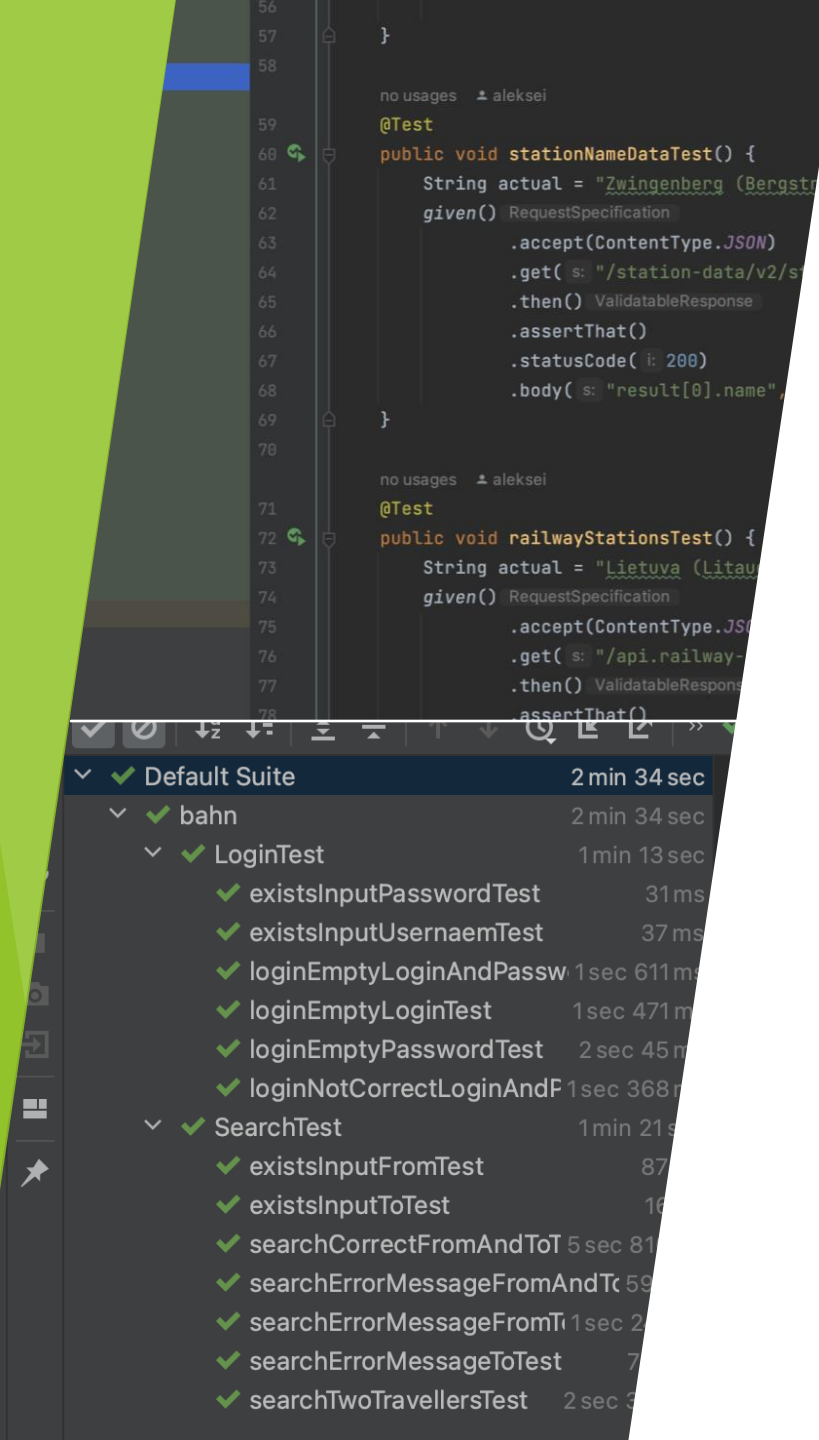 56
57 }
58
no usages aleksei
59 @Test
60 public void stationNameDataTest() {
61 String actual = "Zwingenberg (Bergstr
62 given() RequestSpecification
63 .accept(ContentType.JSON)
64 .get( s: "/station-data/v2/s
65 .then() ValidatableResponse
66 .assertThat()
67 .statusCode( i: 200)
68 .body( s: "result[0].name",
69 }
70
no usages aleksei
71 @Test
72 public void railwayStationsTest() {
73 String actual = "Lietuva (Litau
74 given() RequestSpecification
75 .accept(ContentType.JSO
76 .get( s: "/api.railway-
77 .then() ValidatableRespons
78 .assertThat()
Default Suite 2 min 34 sec
bahn 2 min 34 sec
LoginTest 1 min 13 sec
existsInputPasswordTest 31 ms
existsInputUsernaemTest 37 ms
loginEmptyLoginAndPassw 1 sec 611 ms
loginEmptyLoginTest 1 sec 471 m
loginEmptyPasswordTest 2 sec 45 m
loginNotCorrectLoginAndP 1 sec 368
SearchTest 1 min 21 s
existsInputFromTest 87
existsInputToTest 16
searchCorrectFromAndToT 5 sec 81
searchErrorMessageFromAndTo 59
searchErrorMessageFromTe 1 sec 2
searchErrorMessageToTest 7
searchTwoTravellersTest 2 sec 3